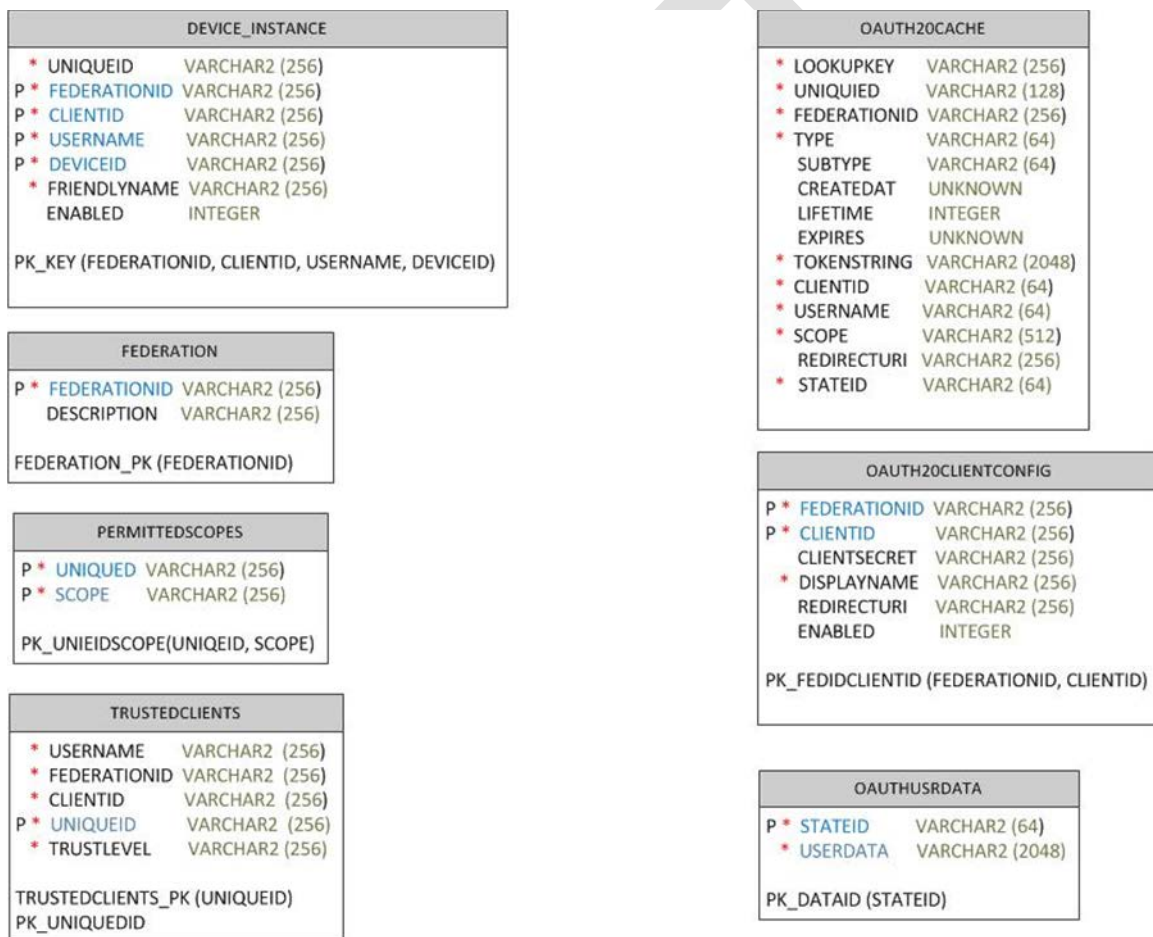 DEVICE_INSTANCE
* UNIQUEID VARCHAR2 (256)
P * FEDERATIONID VARCHAR2 (256)
P * CLIENTID VARCHAR2 (256)
P * USERNAME VARCHAR2 (256)
P * DEVICEID VARCHAR2 (256)
* FRIENDLYNAME VARCHAR2 (256)
ENABLED INTEGER
PK_KEY (FEDERATIONID, CLIENTID, USERNAME, DEVICEID)
FEDERATION
P * FEDERATIONID VARCHAR2 (256)
DESCRIPTION VARCHAR2 (256)
FEDERATION_PK (FEDERATIONID)
PERMITTEDSCOPES
P * UNIQUED VARCHAR2 (256)
P * SCOPE VARCHAR2 (256)
PK_UNIEIDSCOPE(UNIQEID, SCOPE)
TRUSTEDCLIENTS
* USERNAME VARCHAR2 (256)
* FEDERATIONID VARCHAR2 (256)
* CLIENTID VARCHAR2 (256)
P * UNIQUEID VARCHAR2 (256)
* TRUSTLEVEL VARCHAR2 (256)
TRUSTEDCLIENTS_PK (UNIQUEID)
PK_UNIQUEDID
OAUTH20CACHE
* LOOKUPKEY VARCHAR2 (256)
* UNIQUIED VARCHAR2 (128)
* FEDERATIONID VARCHAR2 (256)
* TYPE VARCHAR2 (64)
SUBTYPE VARCHAR2 (64)
CREATEDAT UNKNOWN
LIFETIME INTEGER
EXPIRES UNKNOWN
* TOKENSTRING VARCHAR2 (2048)
* CLIENTID VARCHAR2 (64)
* USERNAME VARCHAR2 (64)
* SCOPE VARCHAR2 (512)
REDIRECTURI VARCHAR2 (256)
* STATEID VARCHAR2 (64)
OAUTH20CLIENTCONFIG
P * FEDERATIONID VARCHAR2 (256)
P * CLIENTID VARCHAR2 (256)
CLIENTSECRET VARCHAR2 (256)
* DISPLAYNAME VARCHAR2 (256)
REDIRECTURI VARCHAR2 (256)
ENABLED INTEGER
PK_FEDIDCLIENTID (FEDERATIONID, CLIENTID)
OAUTHUSRDATA
P * STATEID VARCHAR2 (64)
* USERDATA VARCHAR2 (2048)
PK_DATAID (STATEID)